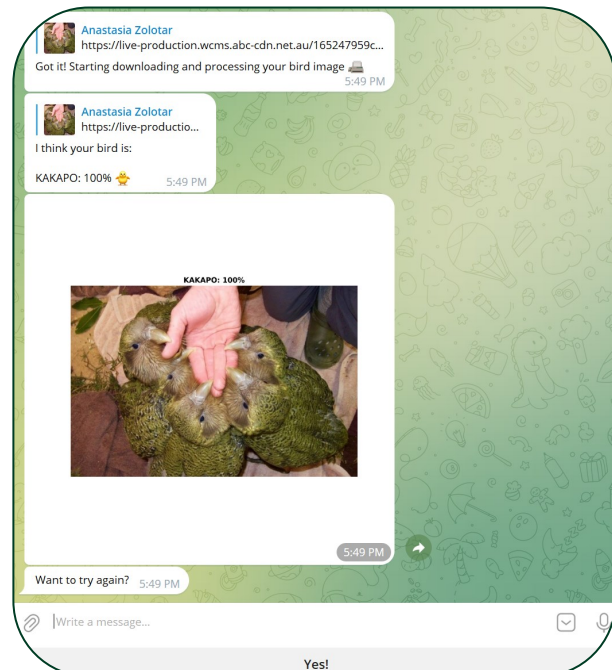 Anastasia Zolotar
https://live-production.wcms.abc-cdn.net.au/165247959c...
Got it! Starting downloading and processing your bird image
5:49 PM
Anastasia Zolotar
https://live-productio...
I think your bird is:
KAKAPO: 100%
5:49 PM
KAKAPO: 100%
5:49 PM
Want to try again? 5:49 PM
Write a message...
Yes!